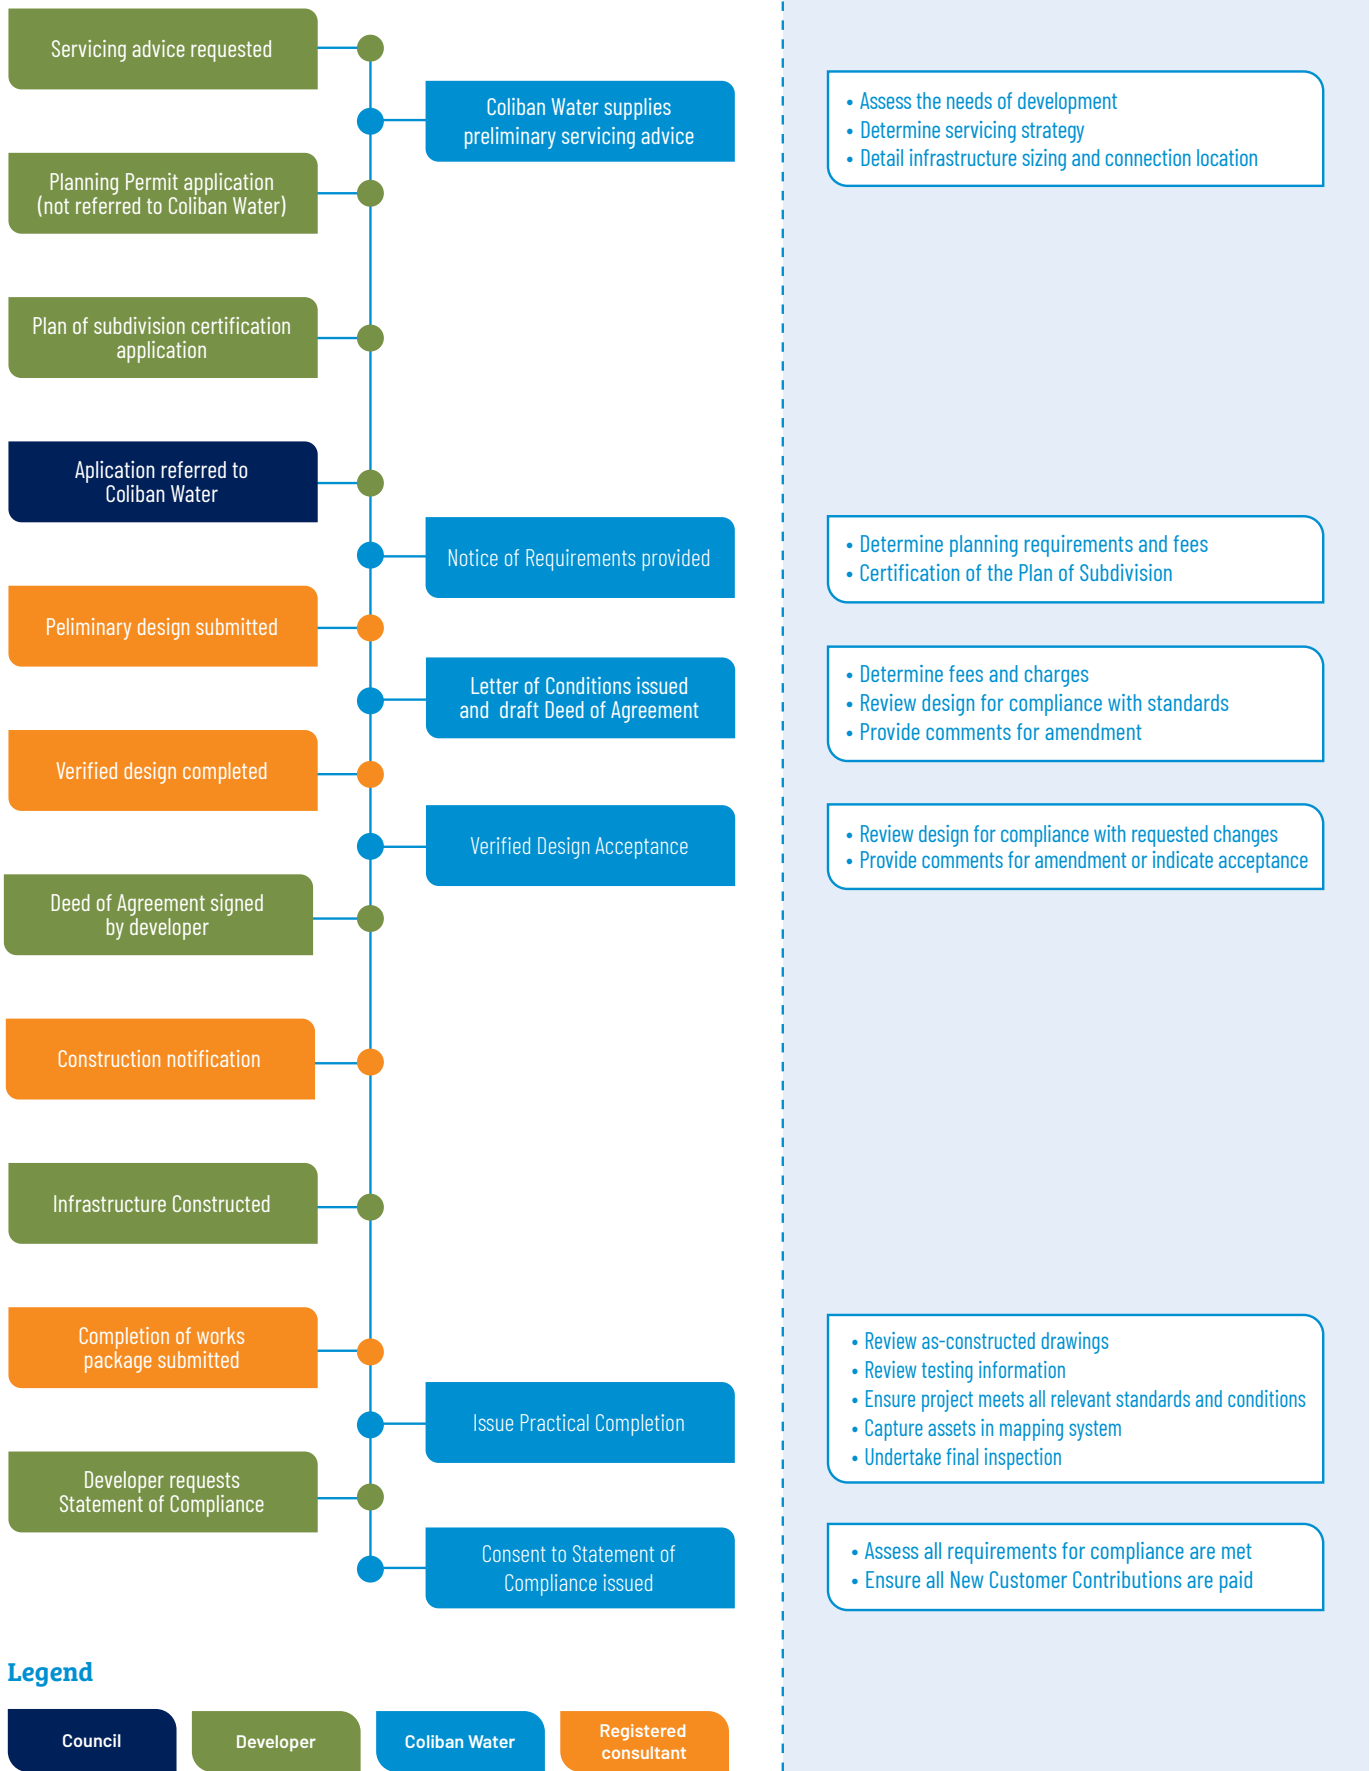 Servicing advice requested
Coliban Water supplies
preliminary servicing advice
• Assess the needs of development
• Determine servicing strategy
• Detail infrastructure sizing and connection location
Planning Permit application
(not referred to Coliban Water)
Plan of subdivision certification
application
Aplication referred to
Coliban Water
Notice of Requirements provided
• Determine planning requirements and fees
• Certification of the Plan of Subdivision
Peliminary design submitted
Letter of Conditions issued
and draft Deed of Agreement
• Determine fees and charges
• Review design for compliance with standards
• Provide comments for amendment
Verified design completed
Verified Design Acceptance
• Review design for compliance with requested changes
• Provide comments for amendment or indicate acceptance
Deed of Agreement signed
by developer
Construction notification
Infrastructure Constructed
Completion of works
package submitted
Issue Practical Completion
• Review as-constructed drawings
• Review testing information
• Ensure project meets all relevant standards and conditions
• Capture assets in mapping system
• Undertake final inspection
Developer requests
Statement of Compliance
Consent to Statement of
Compliance issued
• Assess all requirements for compliance are met
• Ensure all New Customer Contributions are paid
Legend
Council
Developer
Coliban Water
Registered
consultant